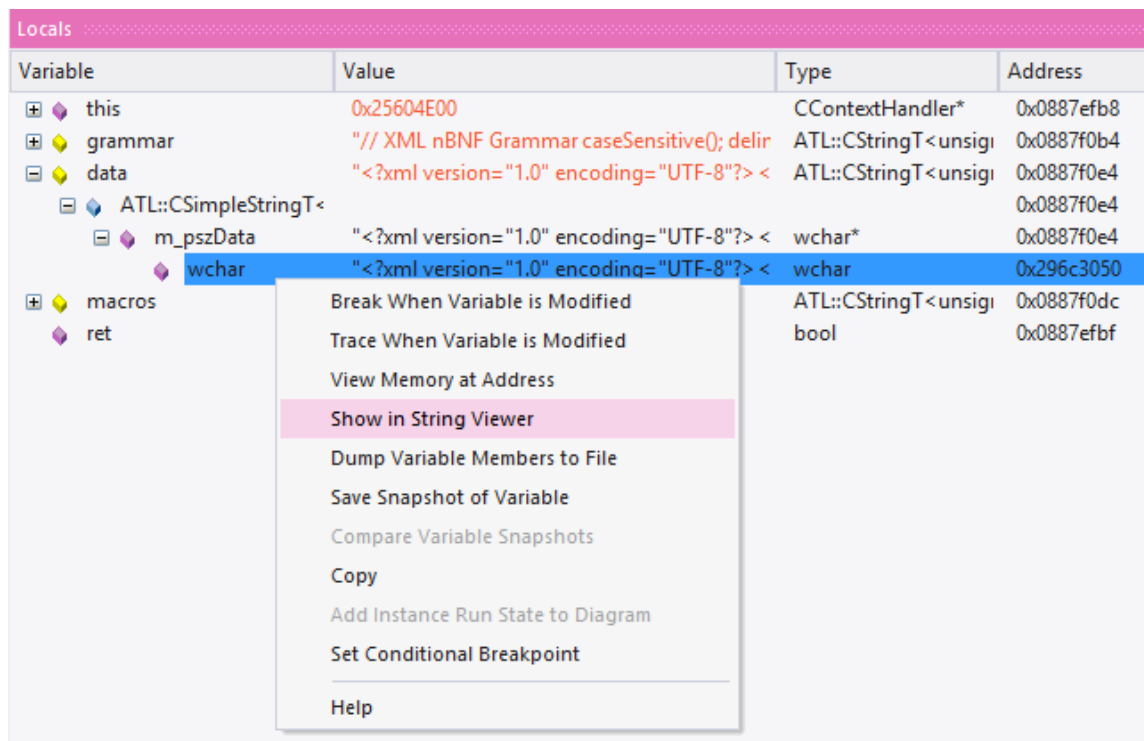 Locals
Variable Value Type Address
this 0x25604E00 CContextHandler* 0x0887efb8
grammar "// XML nBNF Grammar caseSensitive(); delin ATL::CStringT<unsigı 0x0887f0b4
data "<?xml version="1.0" encoding="UTF-8"?> < ATL::CStringT<unsigı 0x0887f0e4
ATL::CSimpleStringT< 0x0887f0e4
m_pszData "<?xml version="1.0" encoding="UTF-8"?> < wchar* 0x0887f0e4
wchar "<?xml version="1.0" encoding="UTF-8"?> < wchar 0x296c3050
macros ATL::CStringT<unsigı 0x0887f0dc
ret bool 0x0887efbf
Break When Variable is Modified
Trace When Variable is Modified
View Memory at Address
Show in String Viewer
Dump Variable Members to File
Save Snapshot of Variable
Compare Variable Snapshots
Copy
Add Instance Run State to Diagram
Set Conditional Breakpoint
Help